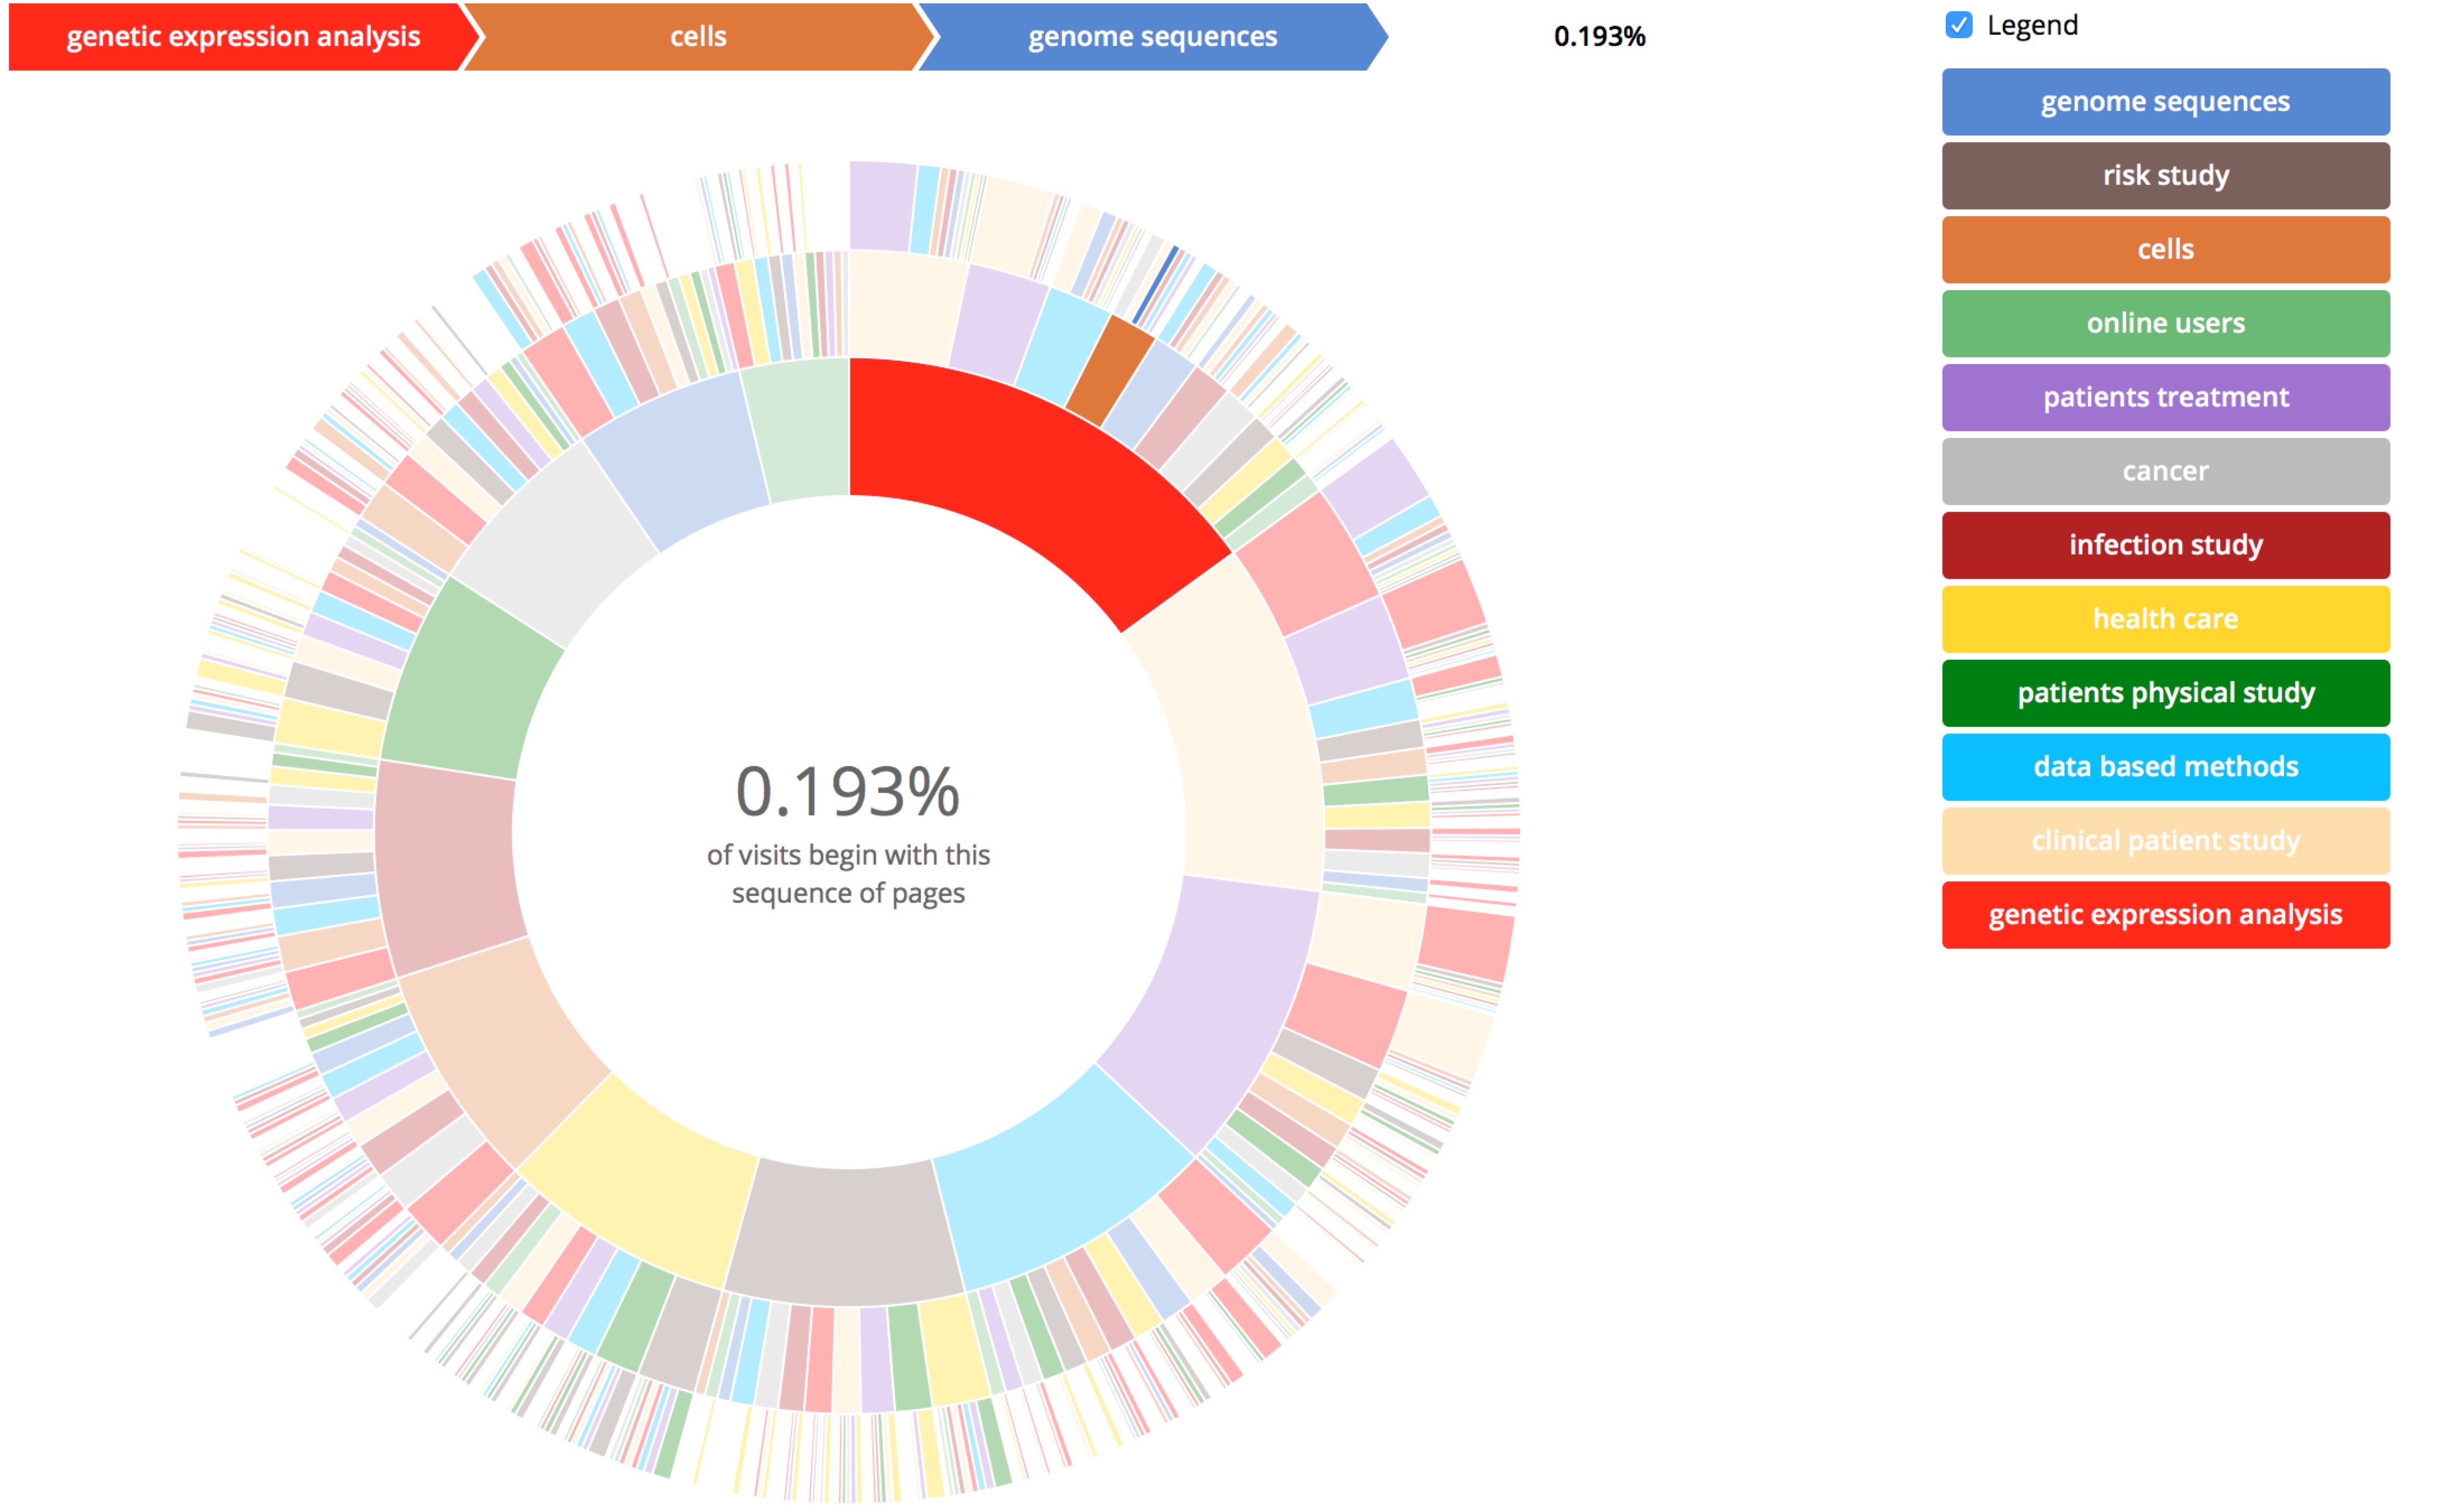 genetic expression analysis
cells
genome sequences
0.193%
Legend
genome sequences
risk study
cells
online users
patients treatment
cancer
infection study
health care
patients physical study
data based methods
clinical patient study
genetic expression analysis
0.193%
of visits begin with this
sequence of pages